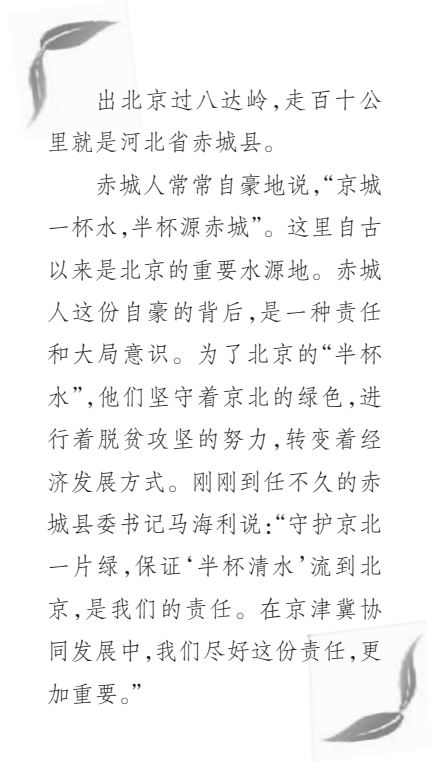 出北京过八达岭,走百十公
里就是河北省赤城县。
赤城人常常自豪地说,“京城
一杯水,半杯源赤城”。这里自古
以来是北京的重要水源地。赤城
人这份自豪的背后,是一种责任
和大局意识。为了北京的“半杯
水”,他们坚守着京北的绿色,进
行着脱贫攻坚的努力,转变着经
济发展方式。刚刚到任不久的赤
城县委书记马海利说:“守护京北
一片绿,保证‘半杯清水’流到北
京,是我们的责任。在京津冀协
同发展中,我们尽好这份责任,更
加重要。”